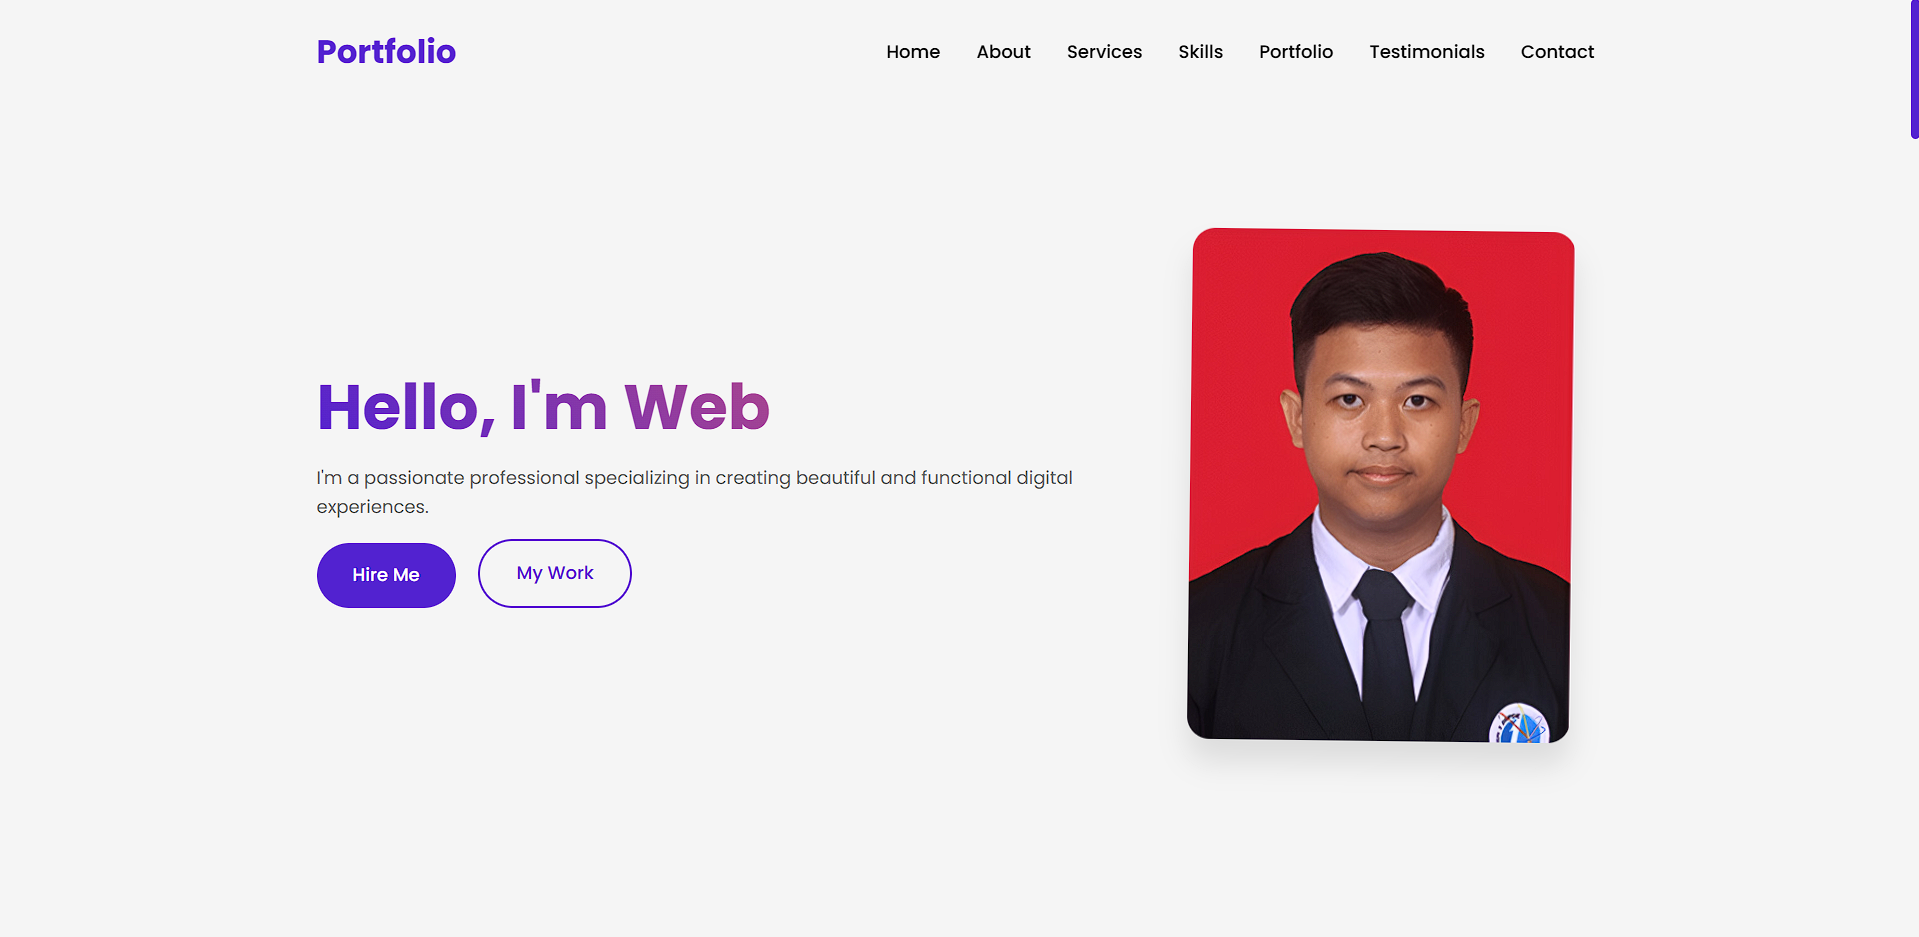 Portfolio
Home About Services Skills Portfolio Testimonials Contact
Hello, I'm Web
I'm a passionate professional specializing in creating beautiful and functional digital
experiences.
Hire Me
My Work